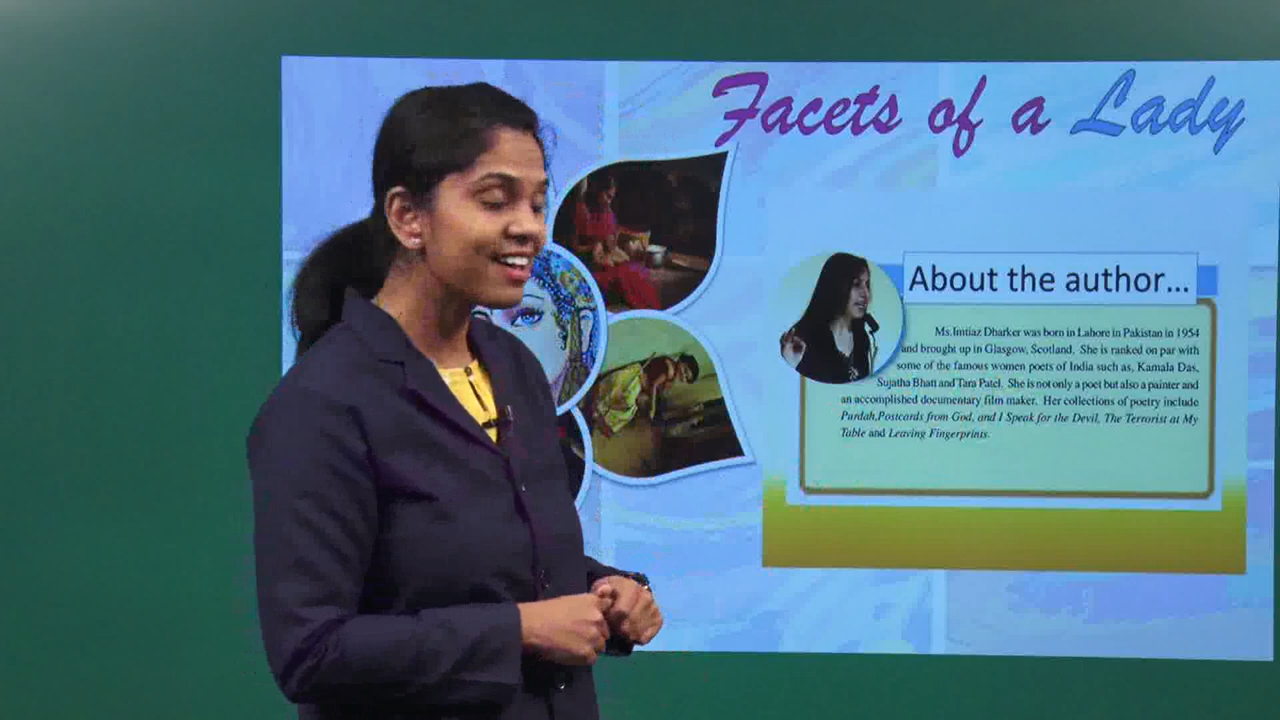 Facets of a Lady
About the author...
Ms.Imtiaz Dharker was born in Lahore in Pakistan in 1954
and brought up in Glasgow, Scotland. She is ranked on par with
some of the famous women poets of India such as, Kamala Das,
Sujatha Bhatt and Tara Patel. She is not only a poet but also a painter and
an accomplished documentary film maker. Her collections of poetry include
Purdah,Postcards from God, and I Speak for the Devil, The Terrorist at My
Table and Leaving Fingerprints.